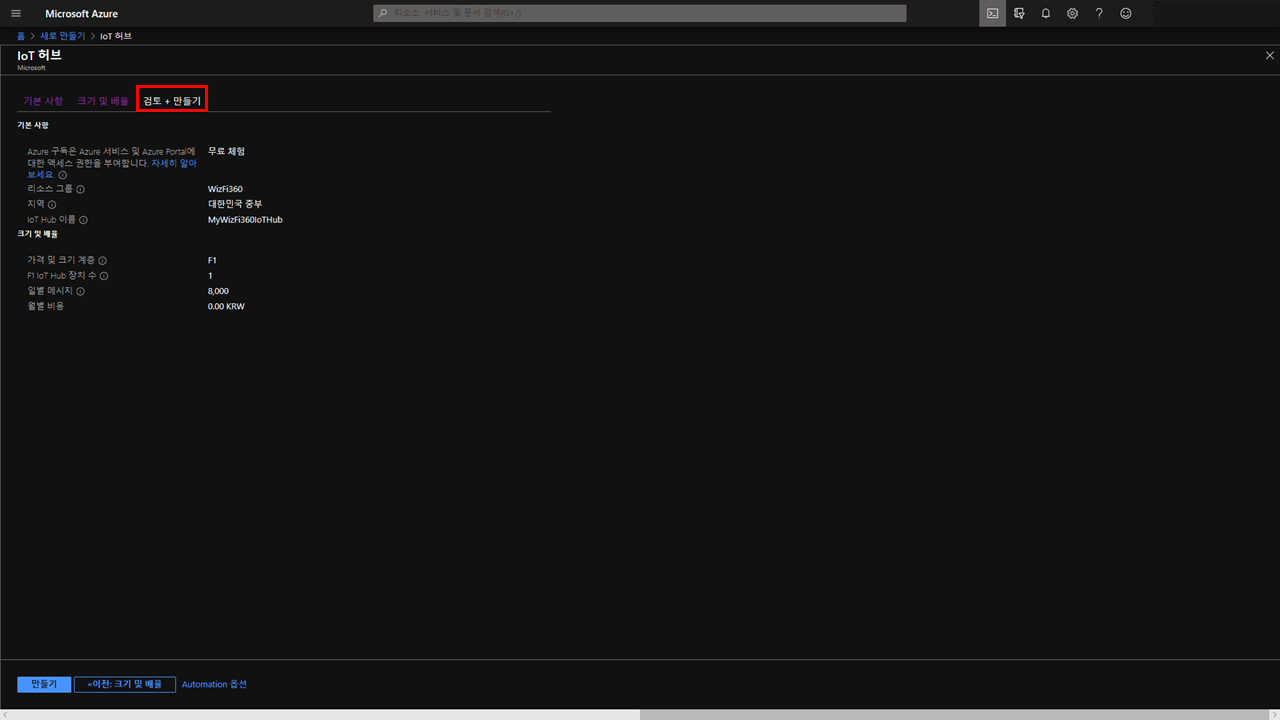 Microsoft Azure
리소스, 서비스 및 문서 검색(G+/)
홈 > 새로 만들기 > IoT 허브
IoT 허브
Microsoft
기본 사항 크기 및 배율 검토 + 만들기
기본 사항
Azure 구독은 Azure 서비스 및 Azure Portal에 무료 체험
대한 액세스 권한을 부여합니다. 자세히 알아
보세요.
리소스 그룹 WizFi360
지역 대한민국 중부
IoT Hub 이름 MyWizFi360IoTHub
크기 및 배율
가격 및 크기 계층 F1
F1 IoT Hub 장치 수 1
일별 메시지 8,000
월별 비용 0.00 KRW
만들기 «이전: 크기 및 배율 Automation 옵션